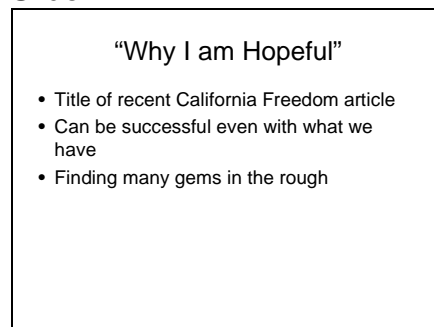 “Why I am Hopeful”
• Title of recent California Freedom article
• Can be successful even with what we
have
• Finding many gems in the rough